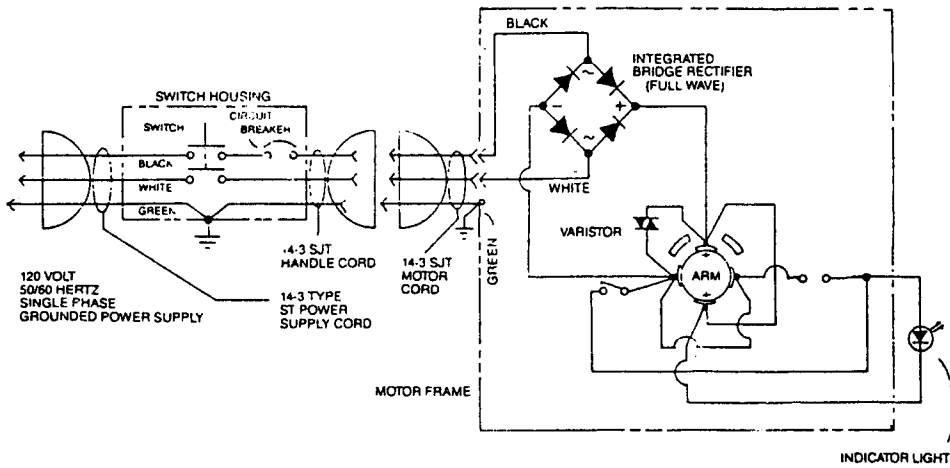 BLACK
INTEGRATED
BRIDGE RECTIFIER
(FULL WAVE)
~
- +
~
SWITCH HOUSING
CIRCUIT
BREAKER
SWITCH
BLACK
WHITE
GREEN
WHITE
GREEN
VARISTOR
ARM
+
+
14-3 SJT
HANDLE CORD
14-3 SJT
MOTOR
CORD
120 VOLT
50/60 HERTZ
SINGLE PHASE
GROUNDED POWER SUPPLY
14-3 TYPE
ST POWER
SUPPLY CORD
MOTOR FRAME
INDICATOR LIGHT